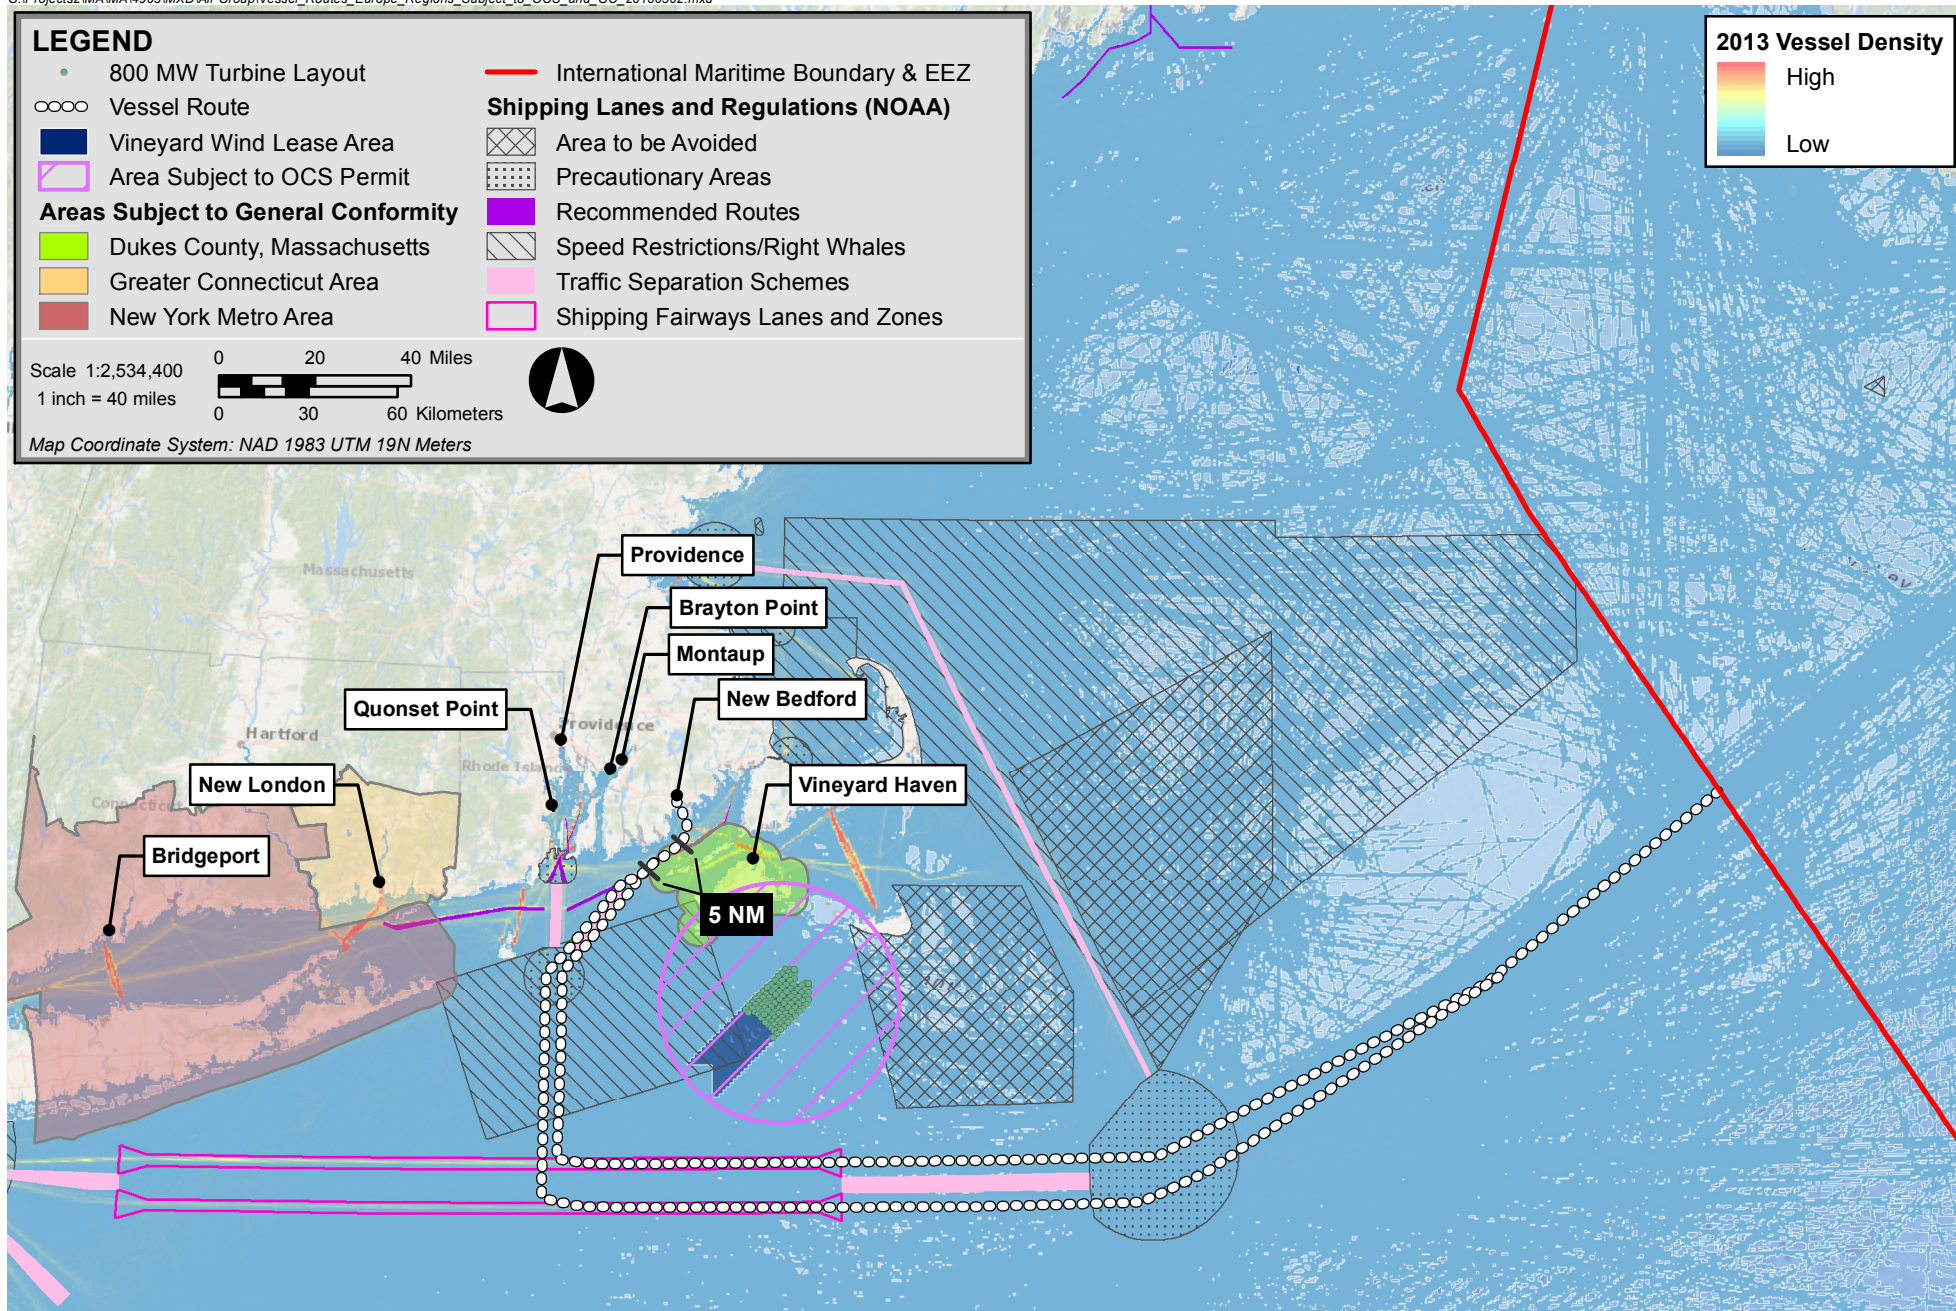 LEGEND
800 MW Turbine Layout
Vessel Route
Vineyard Wind Lease Area
Area Subject to OCS Permit
Areas Subject to General Conformity
Dukes County, Massachusetts
Greater Connecticut Area
New York Metro Area
International Maritime Boundary & EEZ
Shipping Lanes and Regulations (NOAA)
Area to be Avoided
Precautionary Areas
Recommended Routes
Speed Restrictions/Right Whales
Traffic Separation Schemes
Shipping Fairways Lanes and Zones
Scale 1:2,534,400
1 inch = 40 miles
0 20 40 Miles
0 30 60 Kilometers
Map Coordinate System: NAD 1983 UTM 19N Meters
2013 Vessel Density
High
Low
Massachusetts
Providence
Brayton Point
Montaup
New Bedford
Quonset Point
Providence
Hartford
Rhode Island
New London
Vineyard Haven
Connecticut
Bridgeport
5 NM